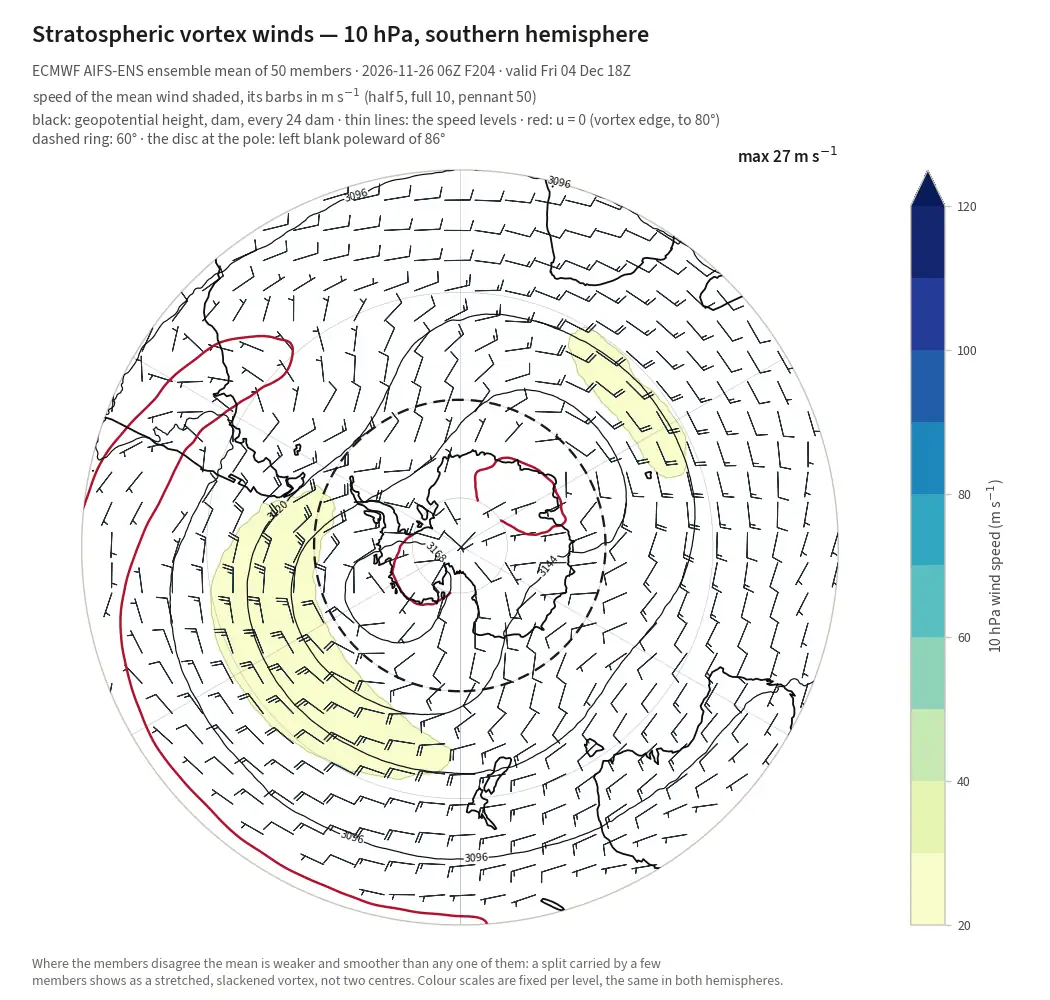 Stratospheric vortex winds — 10 hPa, southern hemisphere
ECMWF AIFS-ENS ensemble mean of 50 members · 2026-11-26 06Z F204 · valid Fri 04 Dec 18Z
speed of the mean wind shaded, its barbs in m s⁻¹ (half 5, full 10, pennant 50)
black: geopotential height, dam, every 24 dam · thin lines: the speed levels · red: u = 0 (vortex edge, to 80°)
dashed ring: 60° · the disc at the pole: left blank poleward of 86°
max 27 m s⁻¹
3096
3096
3120
3168
3144
3096
3096
120
100
80
60
40
20
10 hPa wind speed (m s⁻¹)
Where the members disagree the mean is weaker and smoother than any one of them: a split carried by a few
members shows as a stretched, slackened vortex, not two centres. Colour scales are fixed per level, the same in both hemispheres.